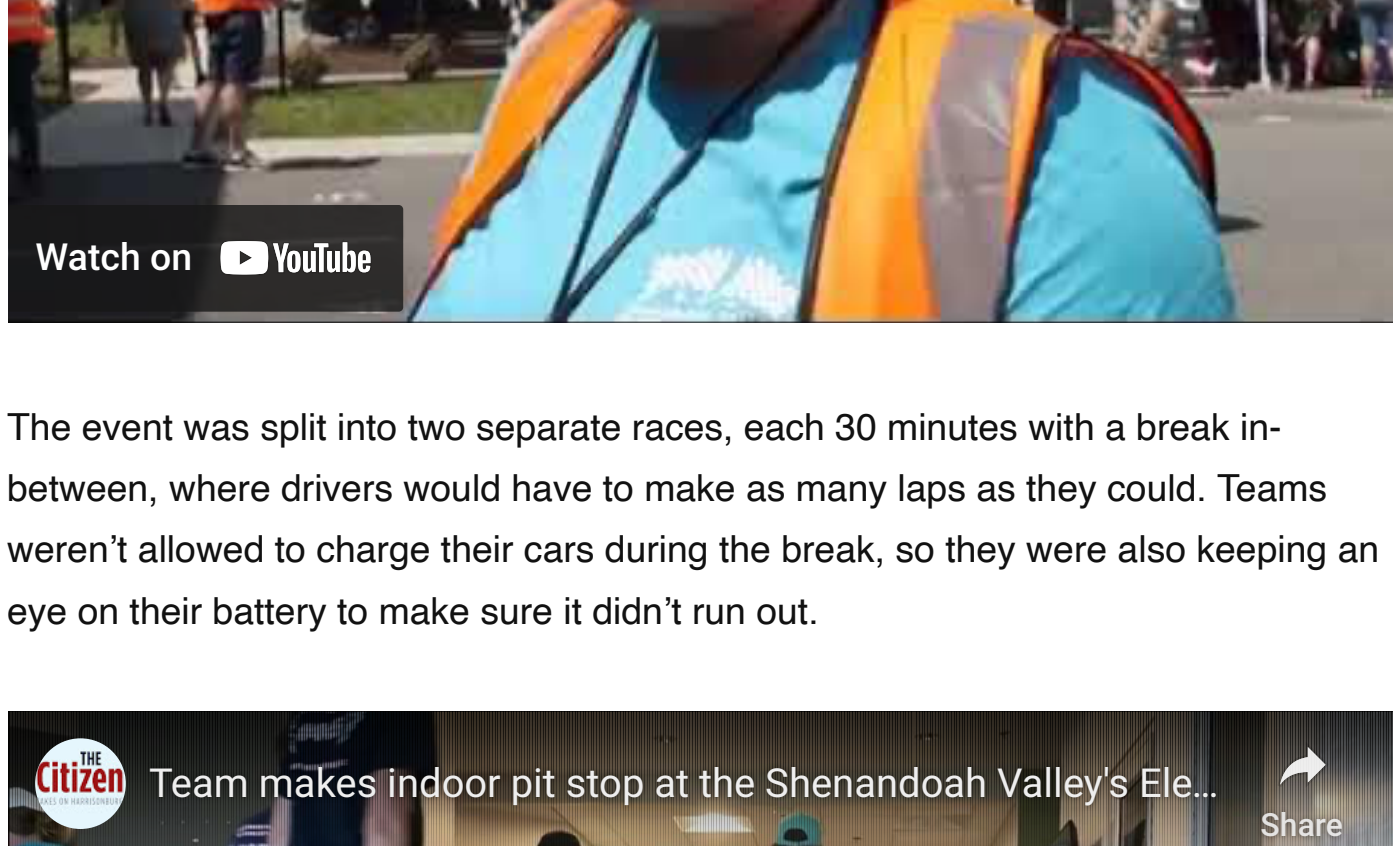 Watch on YouTube
The event was split into two separate races, each 30 minutes with a break in-
between, where drivers would have to make as many laps as they could. Teams
weren’t allowed to charge their cars during the break, so they were also keeping an
eye on their battery to make sure it didn’t run out.
THE
Citizen
Team makes indoor pit stop at the Shenandoah Valley's Ele...
Share